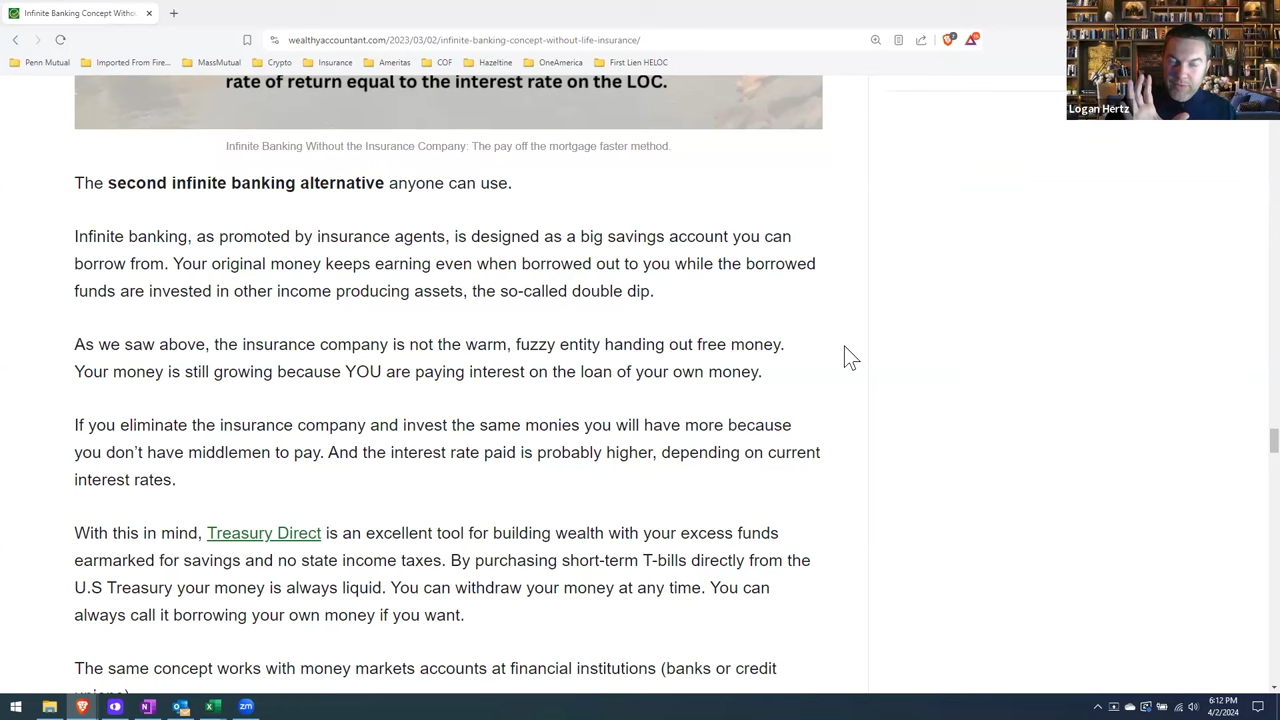 Infinite Banking Concept Without
wealthyaccountant.com/2023/03/02/infinite-banking-concept-without-life-insurance/
Penn Mutual Imported From Fire... MassMutual Crypto Insurance Ameritas COF Hazeltine OneAmerica First Lien HELOC
Logan Hertz
rate of return equal to the interest rate on the LOC.
Infinite Banking Without the Insurance Company: The pay off the mortgage faster method.
The second infinite banking alternative anyone can use.
Infinite banking, as promoted by insurance agents, is designed as a big savings account you can
borrow from. Your original money keeps earning even when borrowed out to you while the borrowed
funds are invested in other income producing assets, the so-called double dip.
As we saw above, the insurance company is not the warm, fuzzy entity handing out free money.
Your money is still growing because YOU are paying interest on the loan of your own money.
If you eliminate the insurance company and invest the same monies you will have more because
you don’t have middlemen to pay. And the interest rate paid is probably higher, depending on current
interest rates.
With this in mind, Treasury Direct is an excellent tool for building wealth with your excess funds
earmarked for savings and no state income taxes. By purchasing short-term T-bills directly from the
U.S Treasury your money is always liquid. You can withdraw your money at any time. You can
always call it borrowing your own money if you want.
The same concept works with money markets accounts at financial institutions (banks or credit
6:12 PM
4/2/2024